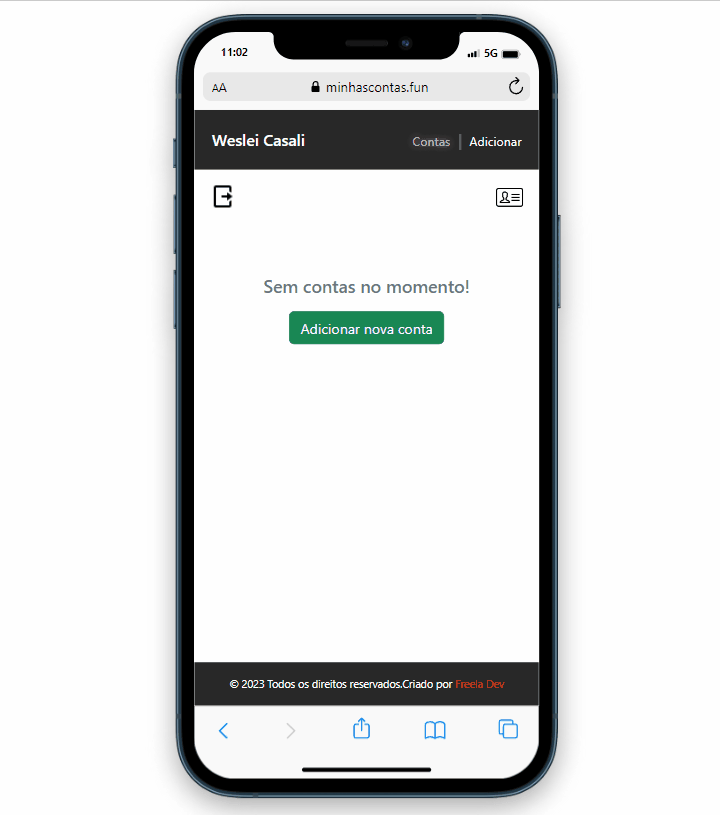 11:02 5G
AA minhascontas.fun
Weslei Casali Contas | Adicionar
Sem contas no momento!
Adicionar nova conta
© 2023 Todos os direitos reservados.Criado por Freela Dev